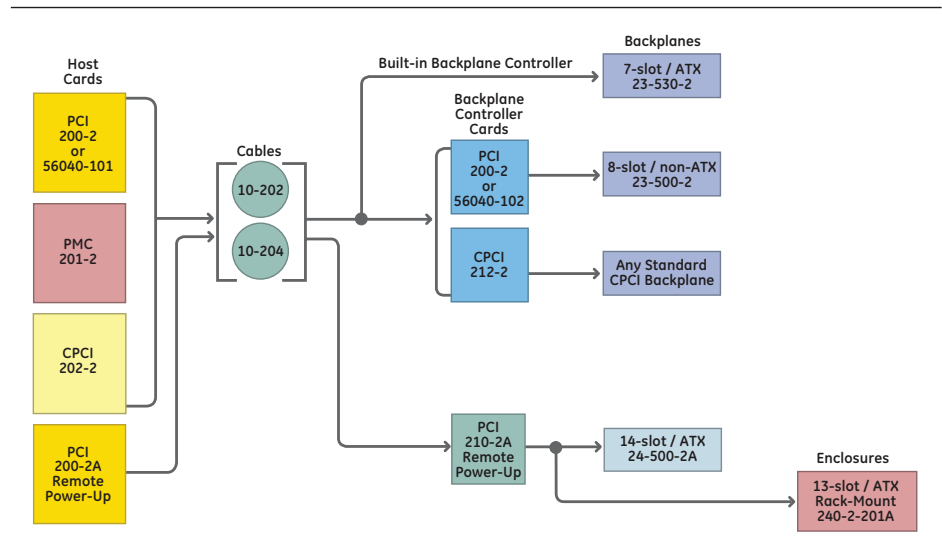 Host
Cards
PCI
200-2
or
56040-101
PMC
201-2
CPCI
202-2
PCI
200-2A
Remote
Power-Up
Cables
10-202
10-204
Built-in Backplane Controller
Backplane
Controller
Cards
PCI
200-2
or
56040-102
CPCI
212-2
PCI
210-2A
Remote
Power-Up
Backplanes
7-slot / ATX
23-530-2
8-slot / non-ATX
23-500-2
Any Standard
CPCI Backplane
14-slot / ATX
24-500-2A
Enclosures
13-slot / ATX
Rack-Mount
240-2-201A